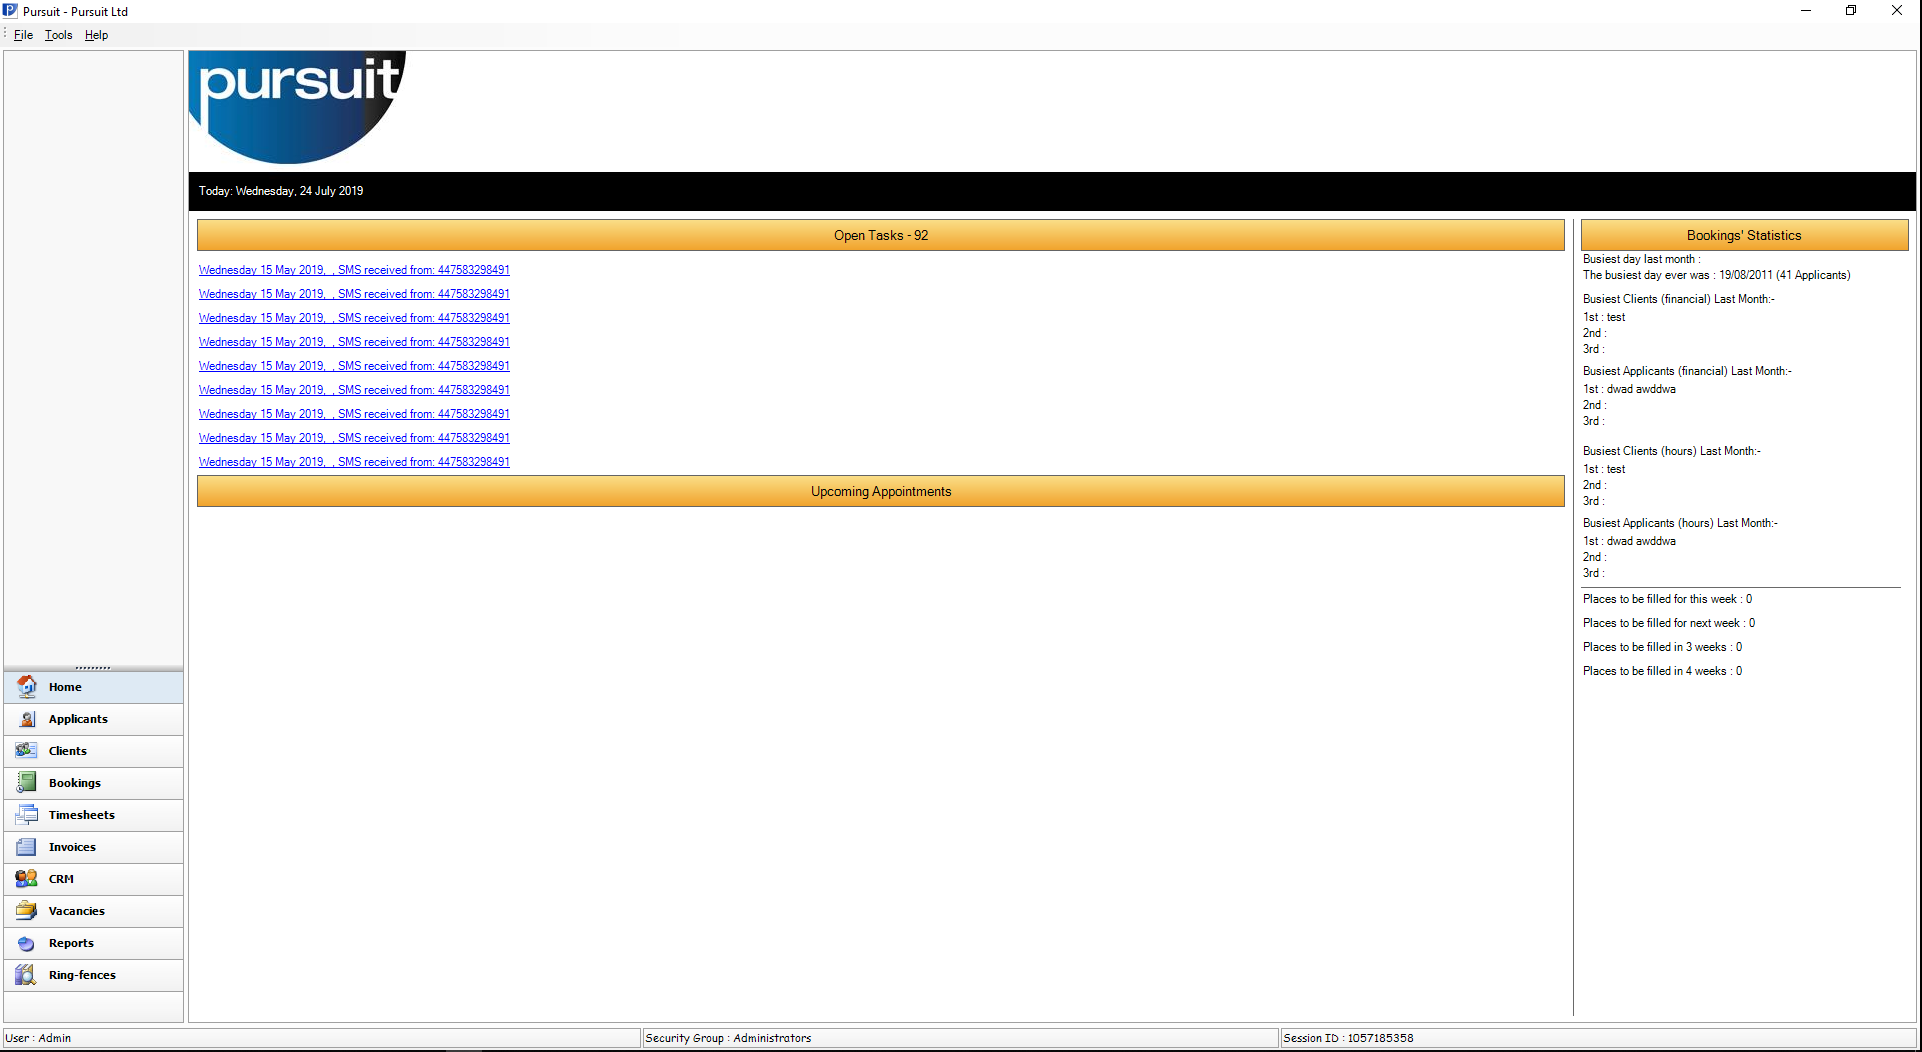 Pursuit - Pursuit Ltd
File Tools Help
pursuit
Today: Wednesday, 24 July 2019
Open Tasks - 92
Wednesday 15 May 2019,  , SMS received from: 447583298491
Wednesday 15 May 2019,  , SMS received from: 447583298491
Wednesday 15 May 2019,  , SMS received from: 447583298491
Wednesday 15 May 2019,  , SMS received from: 447583298491
Wednesday 15 May 2019,  , SMS received from: 447583298491
Wednesday 15 May 2019,  , SMS received from: 447583298491
Wednesday 15 May 2019,  , SMS received from: 447583298491
Wednesday 15 May 2019,  , SMS received from: 447583298491
Wednesday 15 May 2019,  , SMS received from: 447583298491
Upcoming Appointments
Bookings' Statistics
Busiest day last month :
The busiest day ever was : 19/08/2011 (41 Applicants)
Busiest Clients (financial) Last Month:-
1st : test
2nd :
3rd :
Busiest Applicants (financial) Last Month:-
1st : dwad awddwa
2nd :
3rd :
Busiest Clients (hours) Last Month:-
1st : test
2nd :
3rd :
Busiest Applicants (hours) Last Month:-
1st : dwad awddwa
2nd :
3rd :
Places to be filled for this week : 0
Places to be filled for next week : 0
Places to be filled in 3 weeks : 0
Places to be filled in 4 weeks : 0
Home
Applicants
Clients
Bookings
Timesheets
Invoices
CRM
Vacancies
Reports
Ring-fences
User : Admin
Security Group : Administrators
Session ID : 1057185358